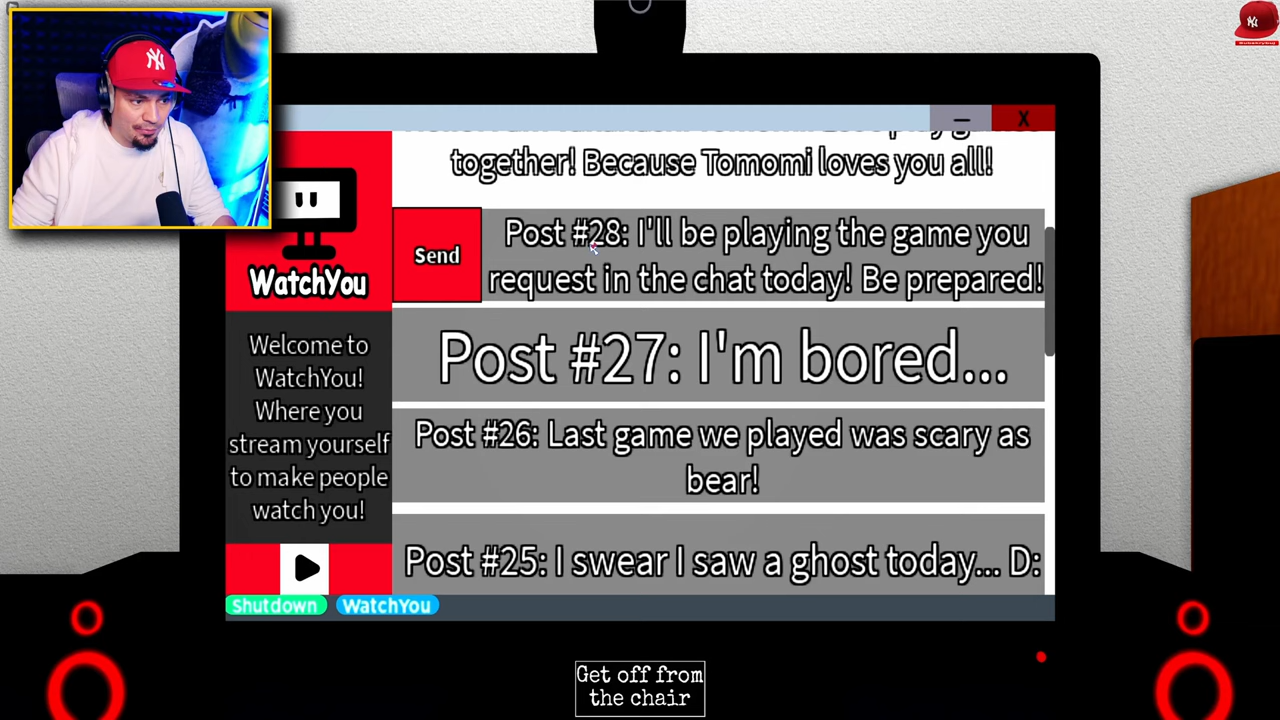 X
together! Because Tomomi loves you all!
Send
Post #28: I'll be playing the game you
request in the chat today! Be prepared!
WatchYou
Post #27: I'm bored...
Welcome to
WatchYou!
Where you
stream yourself
to make people
watch you!
Post #26: Last game we played was scary as
bear!
Post #25: I swear I saw a ghost today... D:
Shutdown
WatchYou
Get off from
the chair